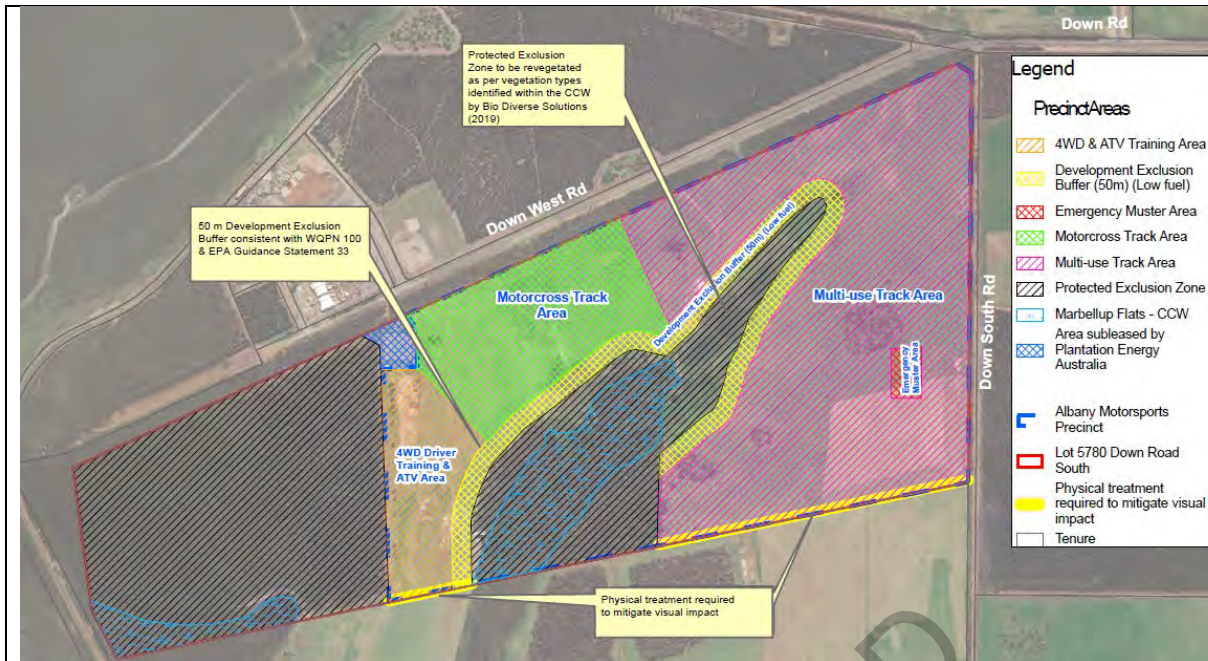 Down Rd
Protected Exclusion
Zone to be revegetated
as per vegetation types
identified within the CCW
by Bio Diverse Solutions
(2019)
Down West Rd
50 m Development Exclusion
Buffer consistent with WQPN 100
& EPA Guidance Statement 33
Motorcross Track
Area
Development Exclusion Buffer (50m) (Low fuel)
Multi-use Track Area
Emergency
Muster Area
Down South Rd
4WD Driver
Training &
ATV Area
Physical treatment required
to mitigate visual impact
Legend
PrecinctAreas
4WD & ATV Training Area
Development Exclusion
Buffer (50m) (Low fuel)
Emergency Muster Area
Motorcross Track Area
Multi-use Track Area
Protected Exclusion Zone
Marbellup Flats - CCW
Area subleased by
Plantation Energy
Australia
Albany Motorsports
Precinct
Lot 5780 Down Road
South
Physical treatment
required to mitigate visual
impact
Tenure